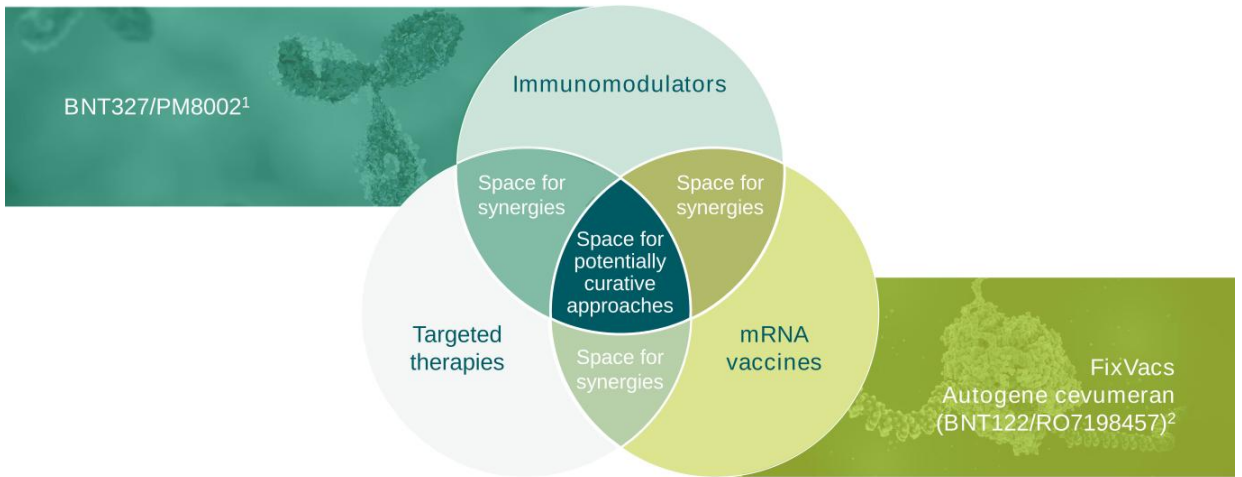 BNT327/PM8002¹
Immunomodulators
Space for
synergies
Space for
synergies
Space for
potentially
curative
approaches
Targeted
therapies
mRNA
vaccines
Space for
synergies
FixVacs
Autogene cevumeran
(BNT122/RO7198457)²